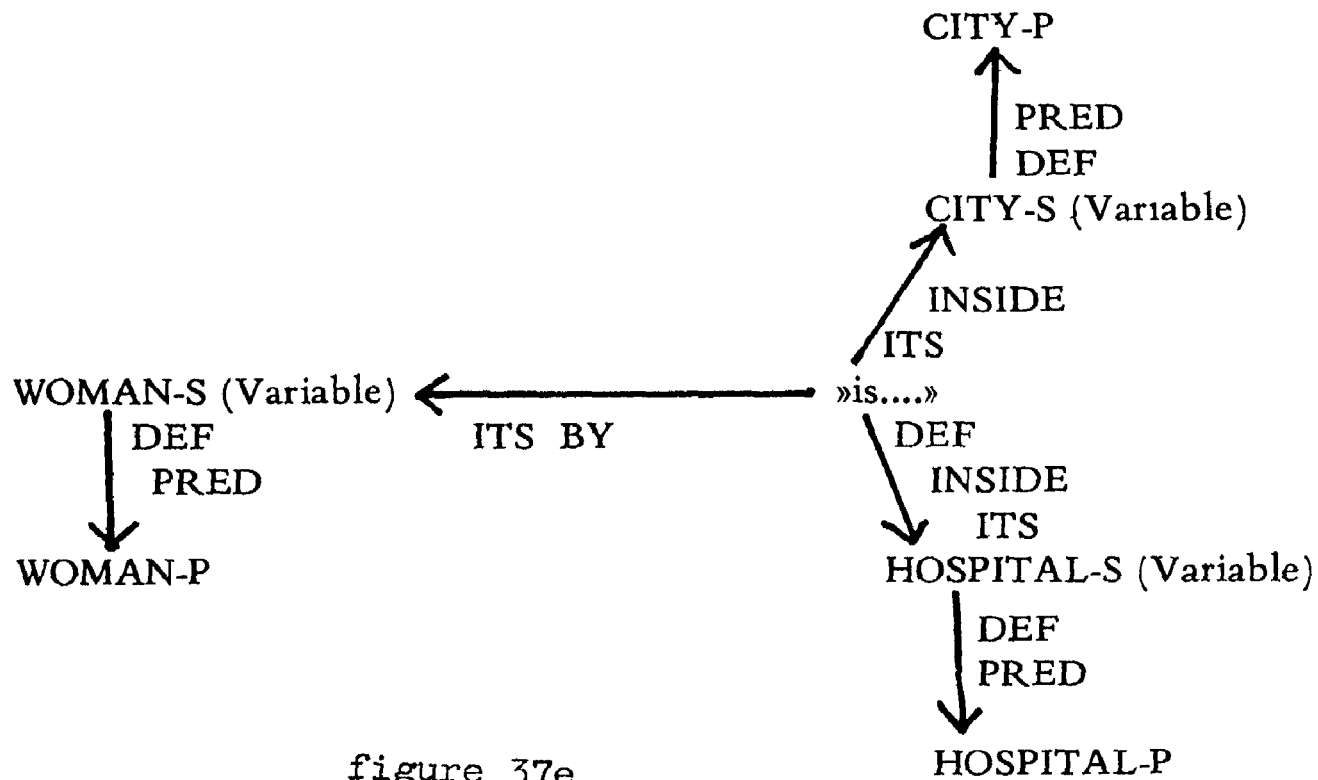 CITY-P
PRED
DEF
CITY-S (Variable)
INSIDE
ITS
WOMAN-S (Variable)
»is....»
DEF
PRED
ITS BY
DEF
INSIDE
ITS
WOMAN-P
HOSPITAL-S (Variable)
DEF
PRED
HOSPITAL-P
figure 37e